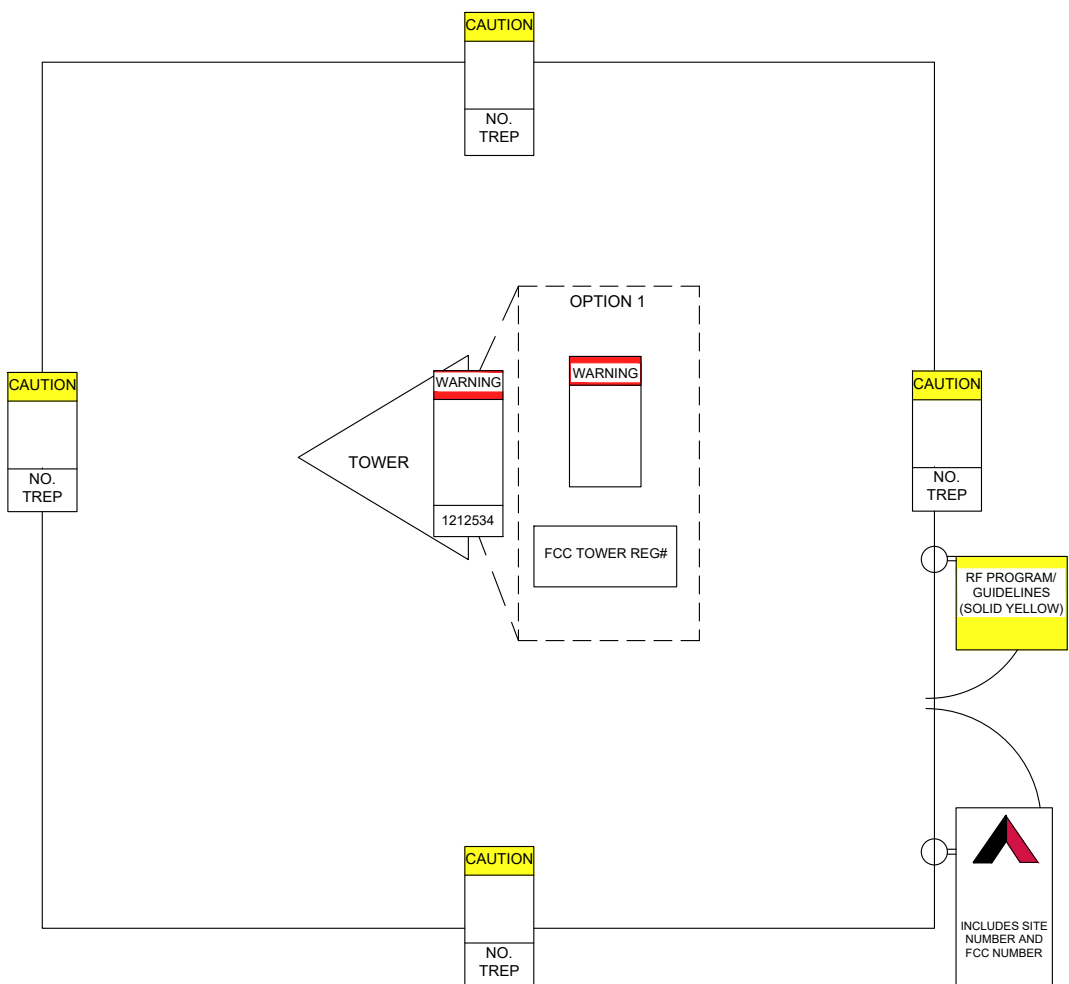 CAUTION
NO.
TREP
OPTION 1
WARNING
WARNING
CAUTION
NO.
TREP
TOWER
1212534
FCC TOWER REG#
CAUTION
NO.
TREP
RF PROGRAM/
GUIDELINES
(SOLID YELLOW)
CAUTION
NO.
TREP
INCLUDES SITE
NUMBER AND
FCC NUMBER